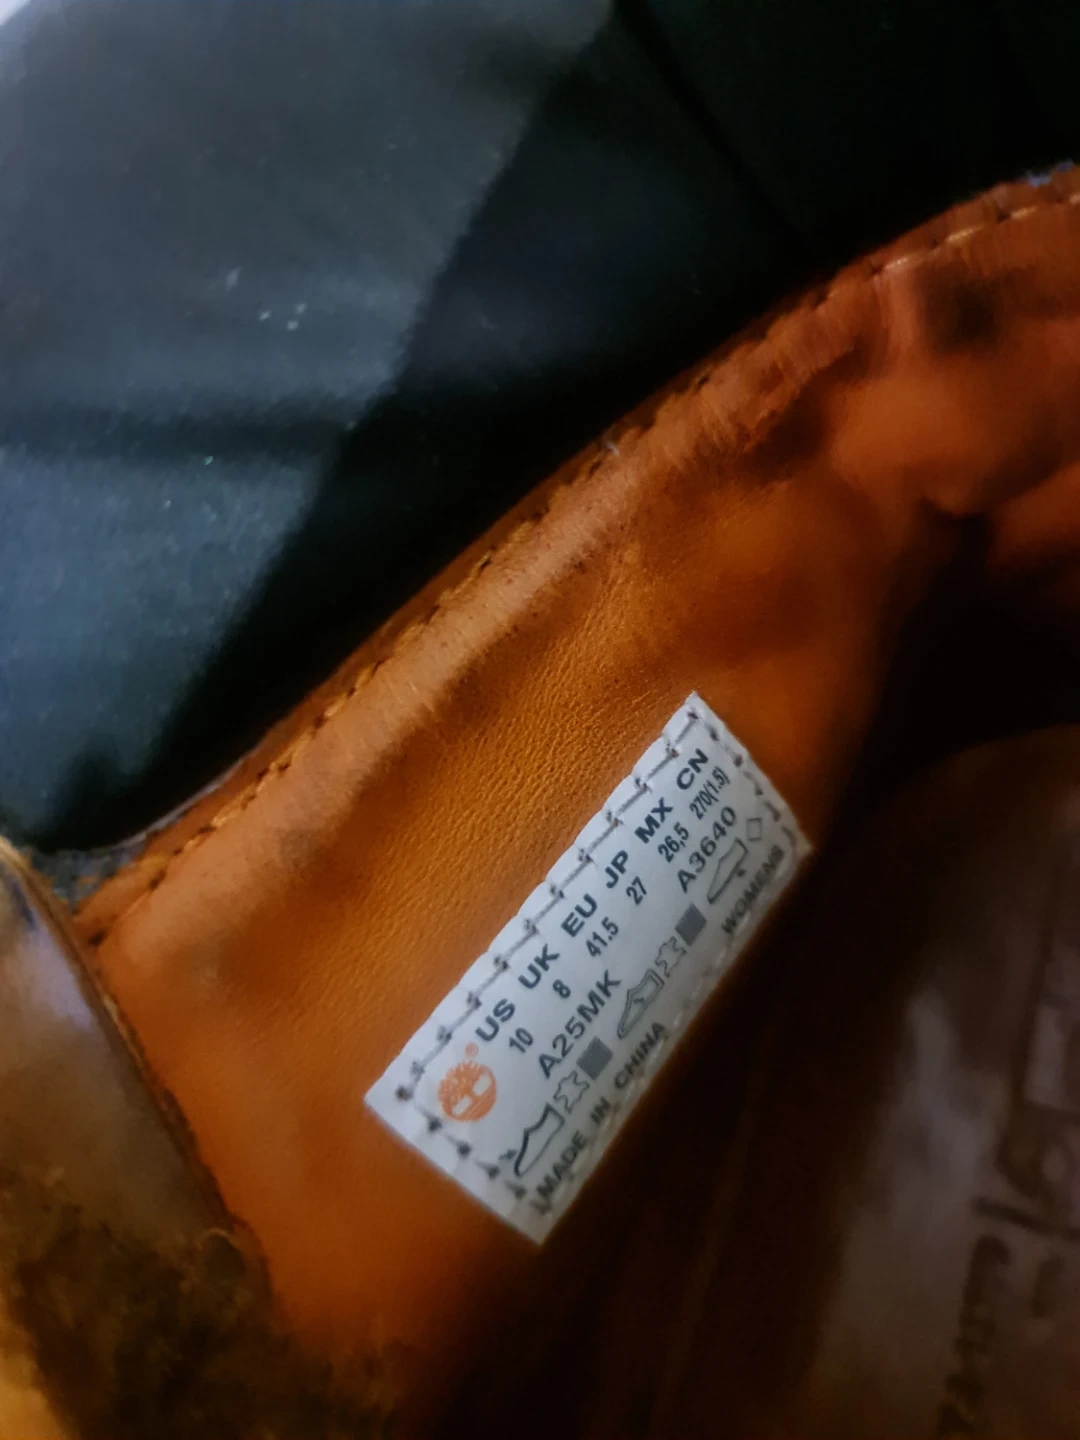 US UK EU JP MX CN
10 8 41.5 27 26,5 270(1.5)
A25MK A3640
WOMENS
MADE IN CHINA